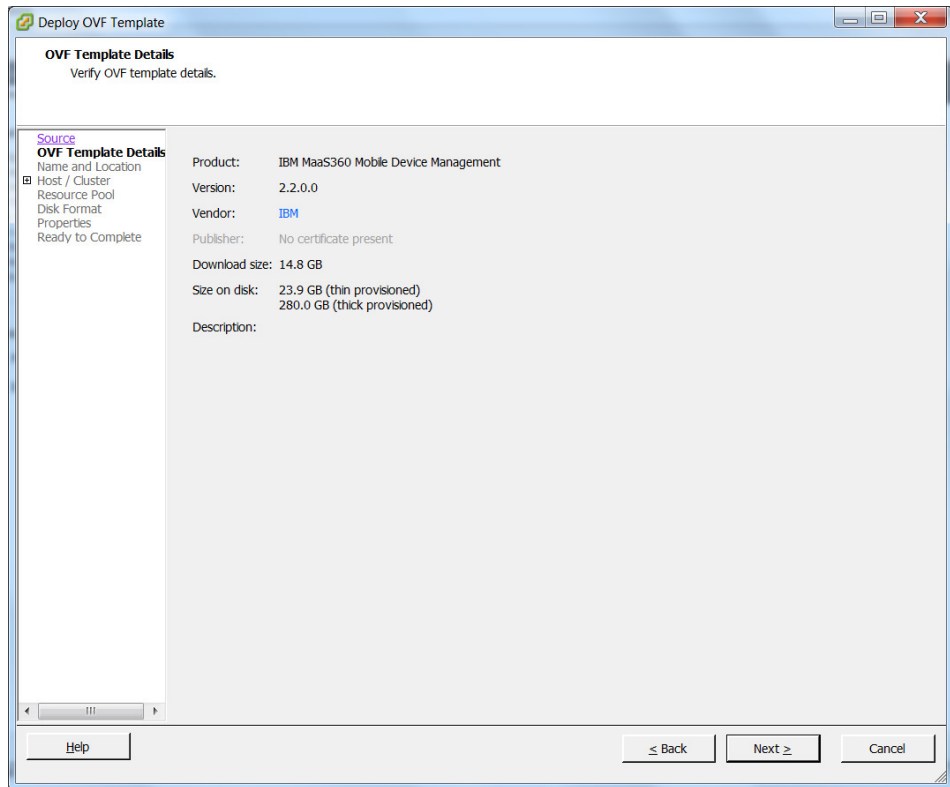 Deploy OVF Template
OVF Template Details
Verify OVF template details.
Source
OVF Template Details
Name and Location
Host / Cluster
Resource Pool
Disk Format
Properties
Ready to Complete
Product: IBM MaaS360 Mobile Device Management
Version: 2.2.0.0
Vendor: IBM
Publisher: No certificate present
Download size: 14.8 GB
Size on disk: 23.9 GB (thin provisioned)
280.0 GB (thick provisioned)
Description:
Help
< Back
Next >
Cancel